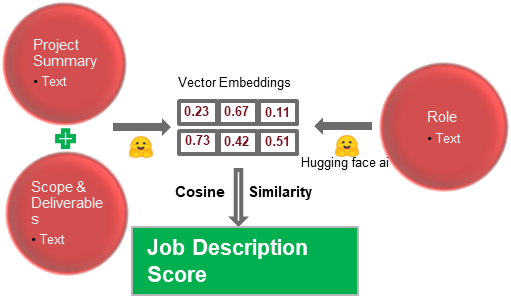 Project
Summary
• Text
Scope &
Deliverable
s
• Text
Vector Embeddings
0.23 0.67 0.11
0.73 0.42 0.51
Role
• Text
Hugging face ai
Cosine Similarity
Job Description
Score